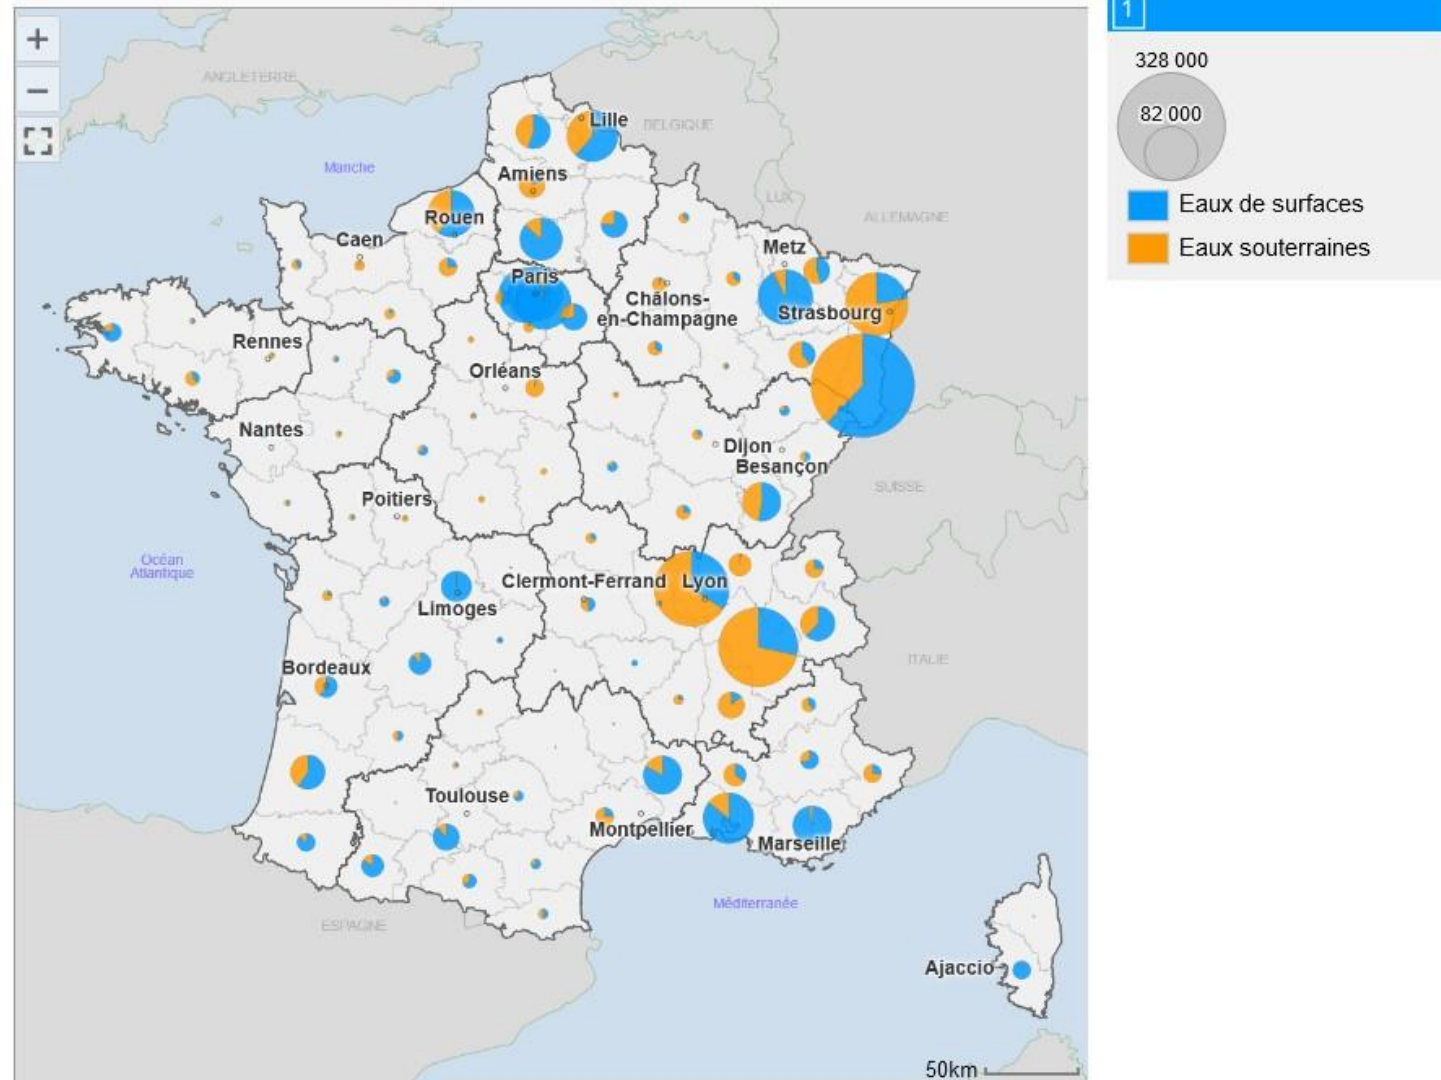 +
−
1
328 000
82 000
Eaux de surfaces
Eaux souterraines
ANGLETERRE
Lille
BELGIQUE
Manche
Amiens
LUX
ALLEMAGNE
Rouen
Caen
Metz
Paris
Châlons-
en-Champagne
Strasbourg
Rennes
Orléans
Nantes
Dijon
Besançon
SUISSE
Poitiers
Océan
Atlantique
Clermont-Ferrand
Lyon
Limoges
ITALIE
Bordeaux
Toulouse
Montpellier
Marseille
Méditerranée
ESPAGNE
Ajaccio
50km